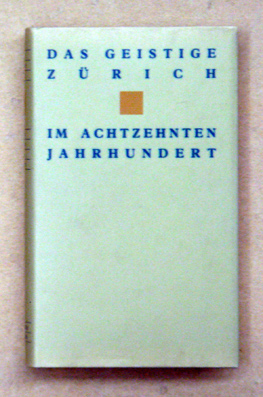 DAS GEISTIGE
ZÜRICH
IM ACHTZEHNTEN
JAHRHUNDERT